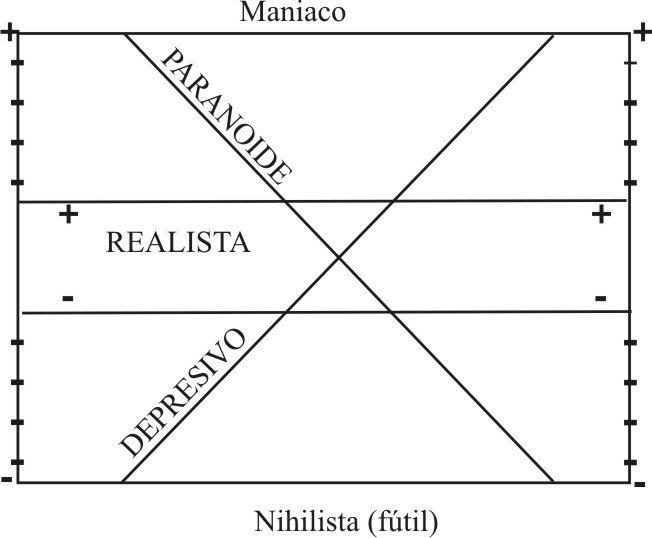 Maniaco
+ +
PARANOIDE
+ +
REALISTA
- -
DEPRESIVO
- -
Nihilista (fútil)